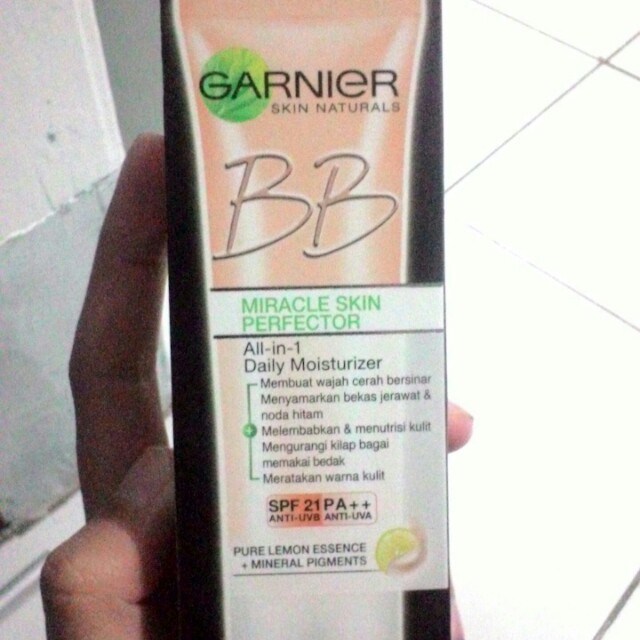 GARNIER
SKIN NATURALS
BB
MIRACLE SKIN
PERFECTOR
All-in-1
Daily Moisturizer
Membuat wajah cerah bersinar
Menyamarkan bekas jerawat &
noda hitam
Melembabkan & menutrisi kulit
Mengurangi kilap bagai
memakai bedak
Meratakan warna kulit
SPF 21 PA++
ANTI-UVB ANTI-UVA
PURE LEMON ESSENCE
+ MINERAL PIGMENTS